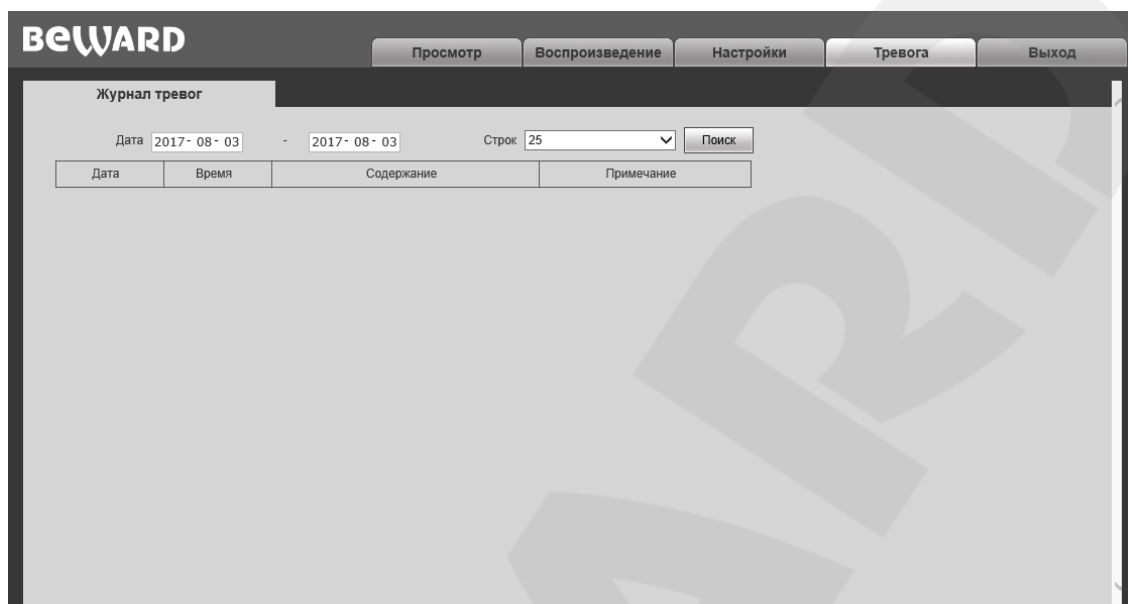 BEWARD
Просмотр Воспроизведение Настройки Тревога Выход
Журнал тревог
Дата 2017- 08- 03 - 2017- 08- 03 Строк 25 Поиск
Дата Время Содержание Примечание